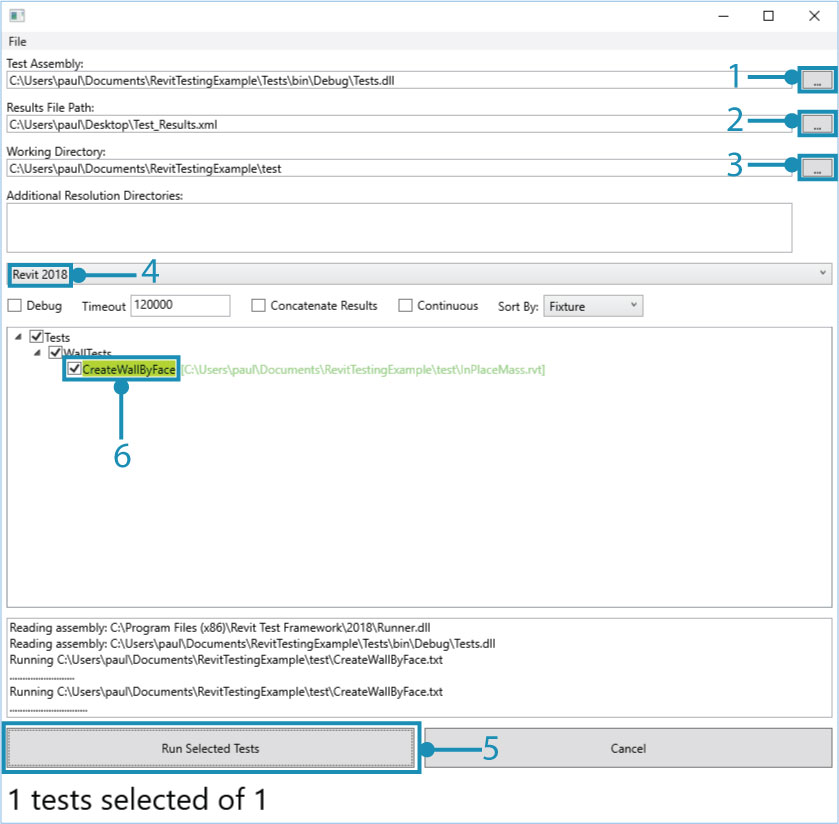 File
Test Assembly:
C:\Users\paul\Documents\RevitTestingExample\Tests\bin\Debug\Tests.dll
...
1
Results File Path:
C:\Users\paul\Desktop\Test_Results.xml
...
2
Working Directory:
C:\Users\paul\Documents\RevitTestingExample\test
...
3
Additional Resolution Directories:
Revit 2018
4
Debug Timeout 120000 Concatenate Results Continuous Sort By: Fixture
Tests
WallTests
CreateWallByFace [C:\Users\paul\Documents\RevitTestingExample\test\InPlaceMass.rvt]
6
Reading assembly: C:\Program Files (x86)\Revit Test Framework\2018\Runner.dll
Reading assembly: C:\Users\paul\Documents\RevitTestingExample\Tests\bin\Debug\Tests.dll
Running C:\Users\paul\Documents\RevitTestingExample\test\CreateWallByFace.txt
........................
Running C:\Users\paul\Documents\RevitTestingExample\test\CreateWallByFace.txt
.............................
Run Selected Tests
5
Cancel
1 tests selected of 1